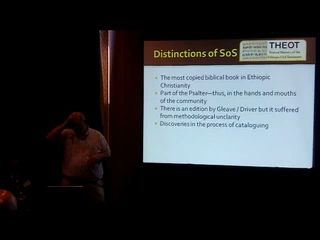 Distinctions of SoS
THEOT
The most copied biblical book in Ethiopic
Christianity
Part of the Psalter—thus, in the hands and mouths
of the community
There is an edition by Gleave / Driver but it suffered
from methodological unclarity
Discoveries in the process of cataloguing